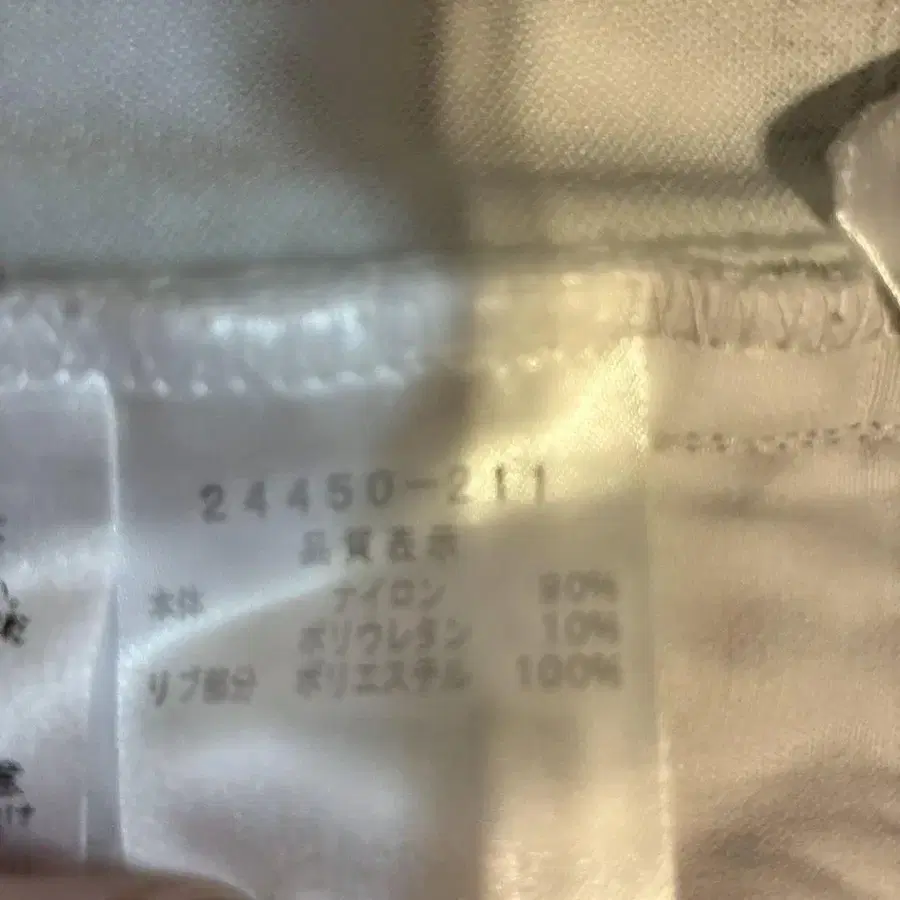 24450-211
品質表示
本体 ナイロン 90%
ポリウレタン 10%
リブ部分 ポリエステル 100%